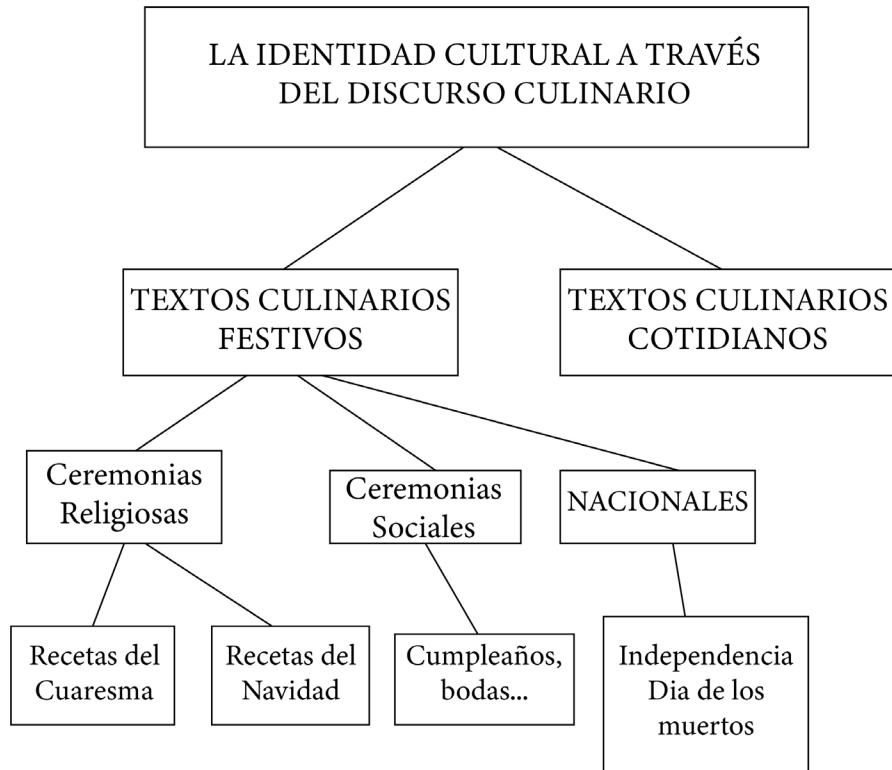 LA IDENTIDAD CULTURAL A TRAVÉS
DEL DISCURSO CULINARIO
TEXTOS CULINARIOS
FESTIVOS
TEXTOS CULINARIOS
COTIDIANOS
Ceremonias
Religiosas
Ceremonias
Sociales
NACIONALES
Recetas del
Cuaresma
Recetas del
Navidad
Cumpleaños,
bodas...
Independencia
Dia de los
muertos